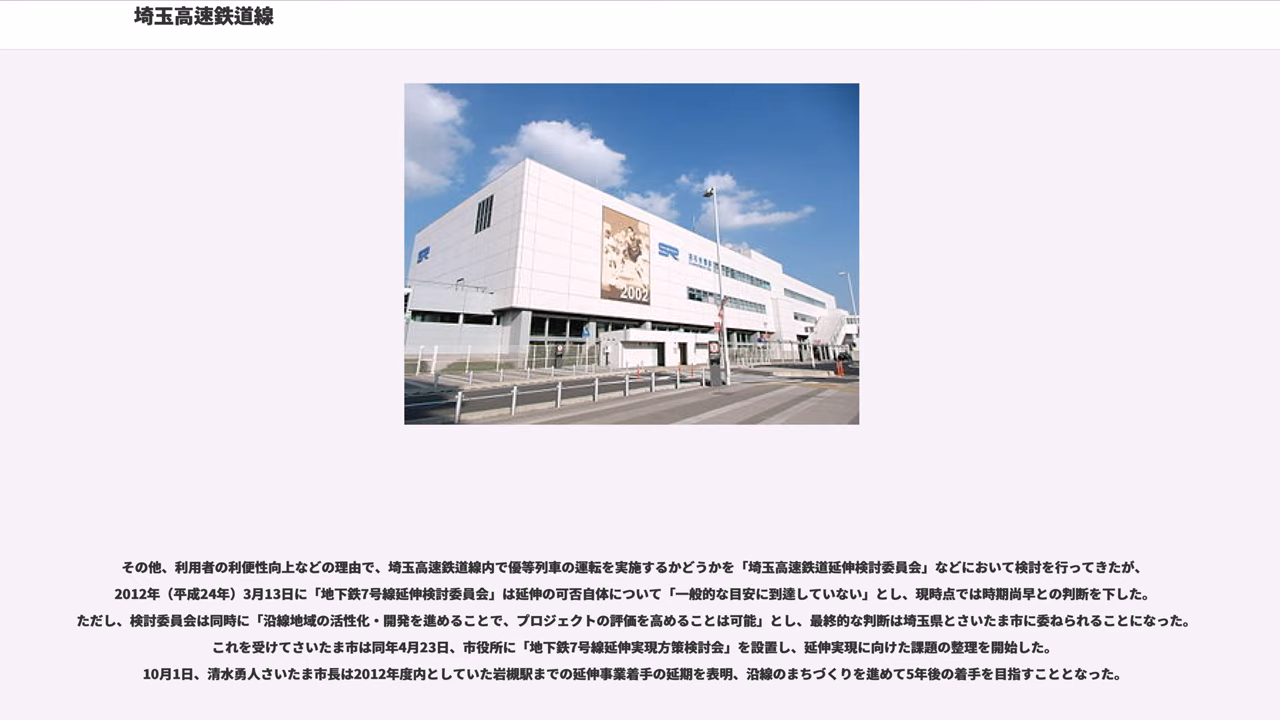 埼玉高速鉄道線
SR
2002
SR
その他、利用者の利便性向上などの理由で、埼玉高速鉄道線内で優等列車の運転を実施するかどうかを「埼玉高速鉄道延伸検討委員会」などにおいて検討を行ってきたが、
2012年（平成24年）3月13日に「地下鉄7号線延伸検討委員会」は延伸の可否自体について「一般的な目安に到達していない」とし、現時点では時期尚早との判断を下した。
ただし、検討委員会は同時に「沿線地域の活性化・開発を進めることで、プロジェクトの評価を高めることは可能」とし、最終的な判断は埼玉県とさいたま市に委ねられることになった。
これを受けてさいたま市は同年4月23日、市役所に「地下鉄7号線延伸実現方策検討会」を設置し、延伸実現に向けた課題の整理を開始した。
10月1日、清水勇人さいたま市長は2012年度内としていた岩槻駅までの延伸事業着手の延期を表明、沿線のまちづくりを進めて5年後の着手を目指すこととなった。